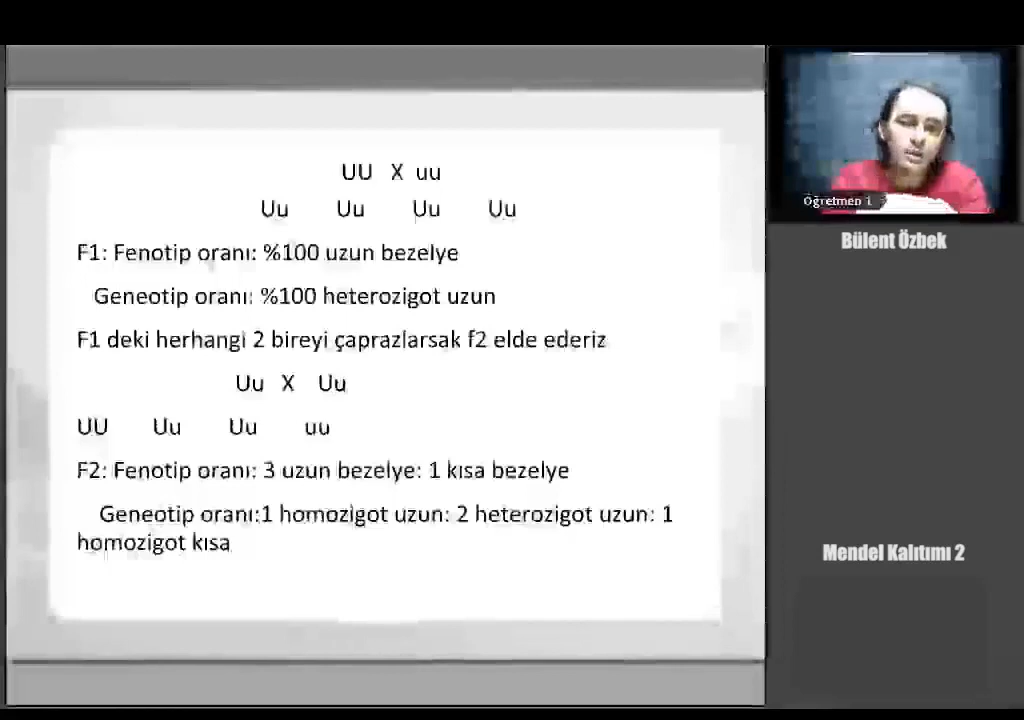 UU X uu
Uu Uu Uu Uu
F1: Fenotip oranı: %100 uzun bezelye
Geneotip oranı: %100 heterozigot uzun
F1 deki herhangi 2 bireyi çaprazlarsak f2 elde ederiz
Uu X Uu
UU Uu Uu uu
F2: Fenotip oranı: 3 uzun bezelye: 1 kısa bezelye
Geneotip oranı:1 homozigot uzun: 2 heterozigot uzun: 1
homozigot kısa
Öğretmen 1
Bülent Özbek
Mendel Kalıtımı 2